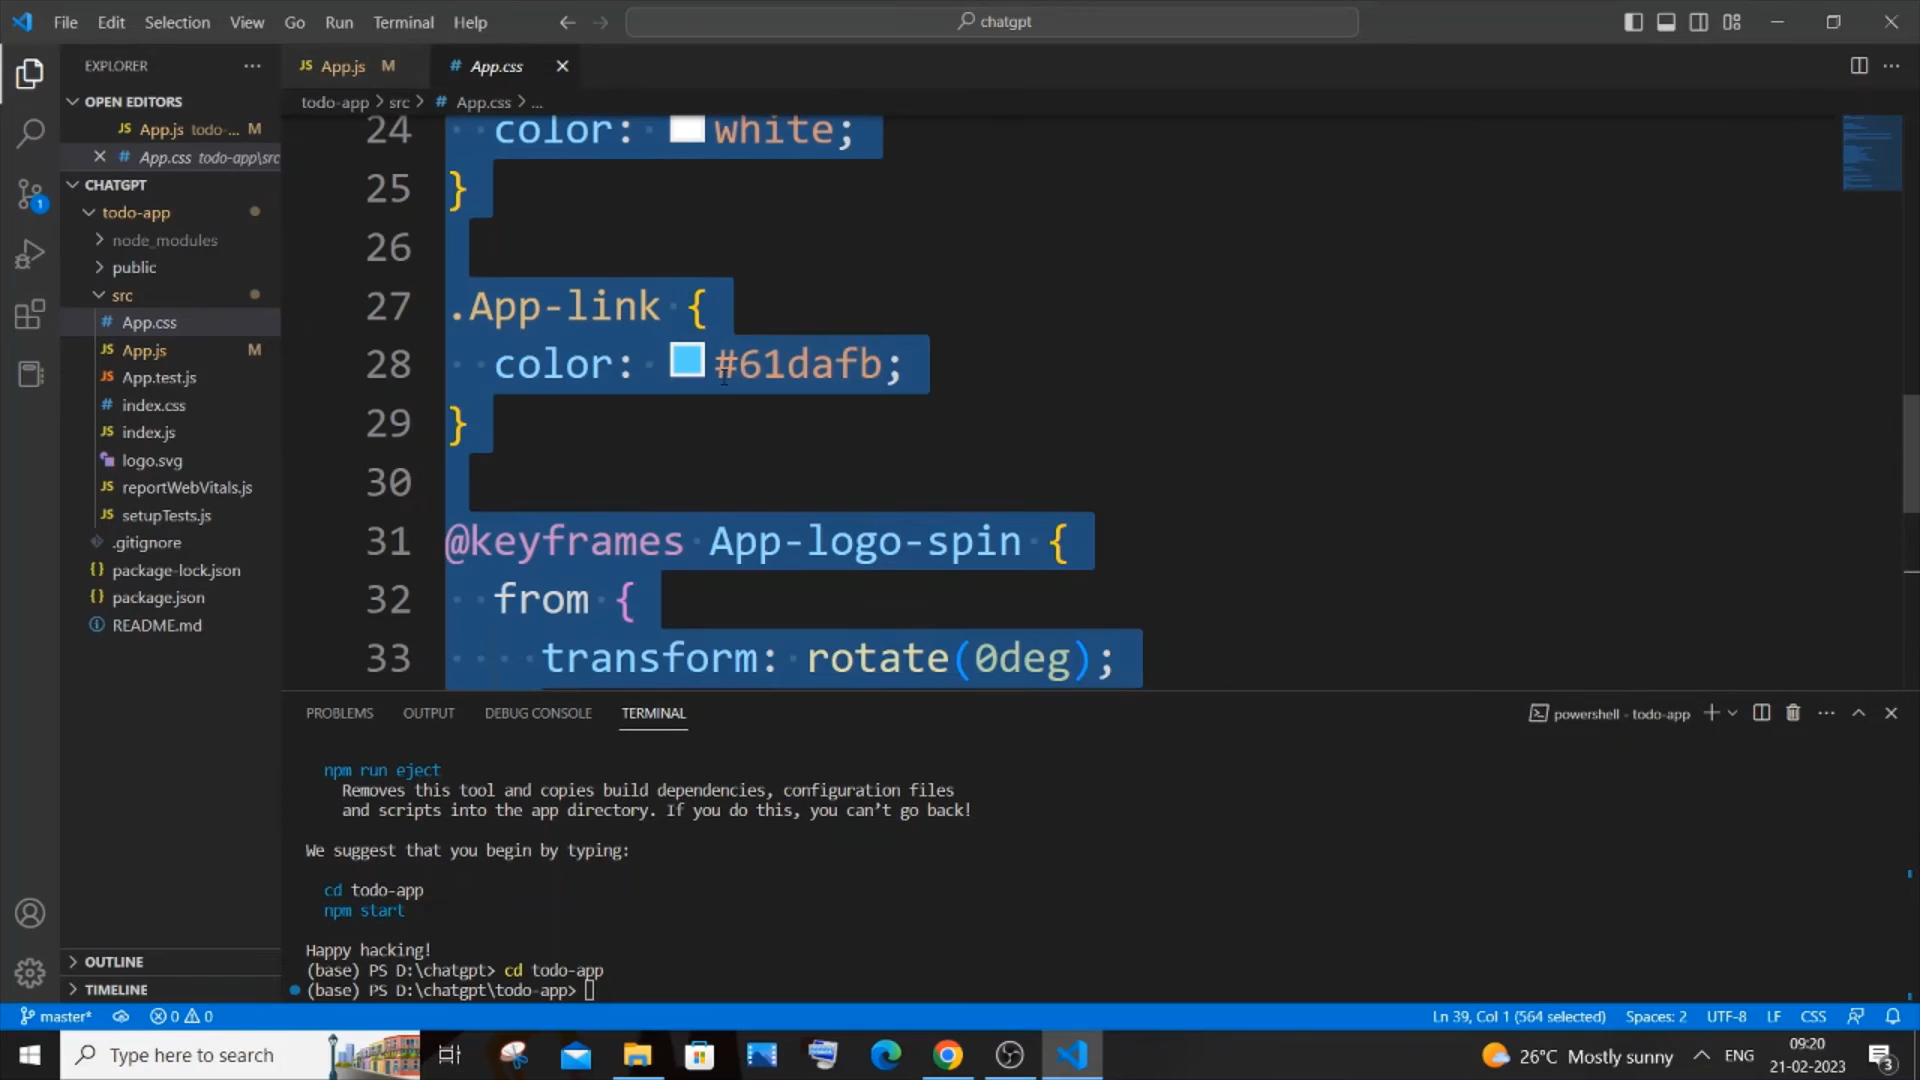 File Edit Selection View Go Run Terminal Help
chatgpt
EXPLORER
OPEN EDITORS
JS App.js todo-... M
# App.css todo-app\src
CHATGPT
todo-app
node_modules
public
src
# App.css
JS App.js M
JS App.test.js
# index.css
JS index.js
logo.svg
JS reportWebVitals.js
JS setupTests.js
.gitignore
{} package-lock.json
{} package.json
README.md
OUTLINE
TIMELINE
JS App.js M # App.css
todo-app > src > # App.css > ...
24 color: white;
25 }
26
27 .App-link {
28 color: #61dafb;
29 }
30
31 @keyframes App-logo-spin {
32 from {
33 transform: rotate(0deg);
PROBLEMS OUTPUT DEBUG CONSOLE TERMINAL
powershell - todo-app
npm run eject
Removes this tool and copies build dependencies, configuration files
and scripts into the app directory. If you do this, you can’t go back!
We suggest that you begin by typing:
cd todo-app
npm start
Happy hacking!
(base) PS D:\chatgpt> cd todo-app
(base) PS D:\chatgpt\todo-app>
1
master* 0 0 Ln 39, Col 1 (564 selected) Spaces: 2 UTF-8 LF CSS
Type here to search
26°C Mostly sunny ENG
09:20
21-02-2023
3